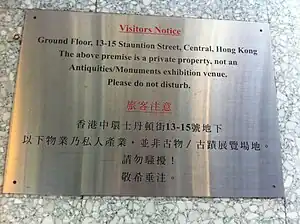 Visitors Notice
Ground Floor, 13-15 Staunton Street, Central, Hong Kong
The above premise is a private property, not an
Antiquities/Monuments exhibition venue.
Please do not disturb.
旅客注意
香港中環士丹頓街13-15號地下
以下物業乃私人產業，並非古物/古蹟展覽場地。
請勿騷擾！
敬希垂注。